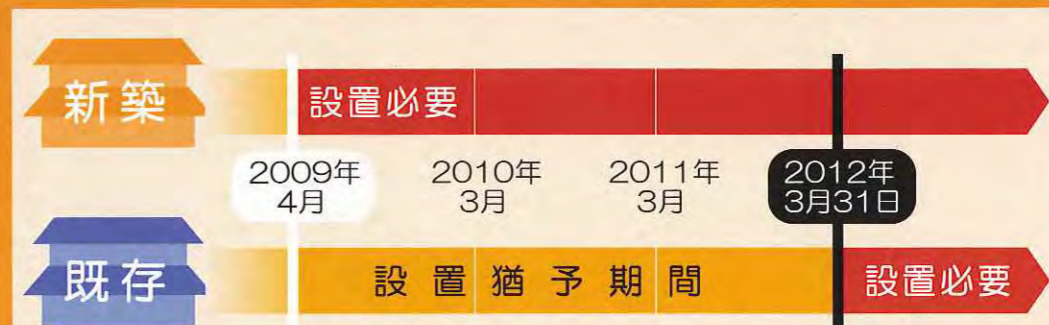 新築
設置必要
2009年
4月
2010年
3月
2011年
3月
2012年
3月31日
既存
設置猶予期間
設置必要